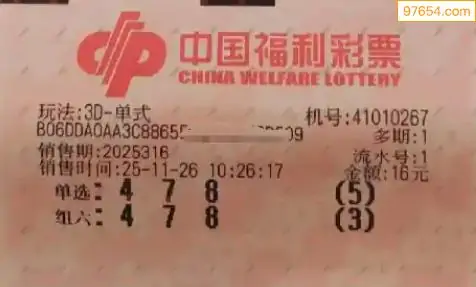 97654.com
中国福利彩票
CHINA WELFARE LOTTERY
玩法:3D-单式 机号:41010267
B06DDA0AA3C88655 09 多期:1
销售期:2025316 流水号:1
销售时间:25-11-26 10:26:17 金额:16元
单选: 4 7 8 (5)
组六: 4 7 8 (3)